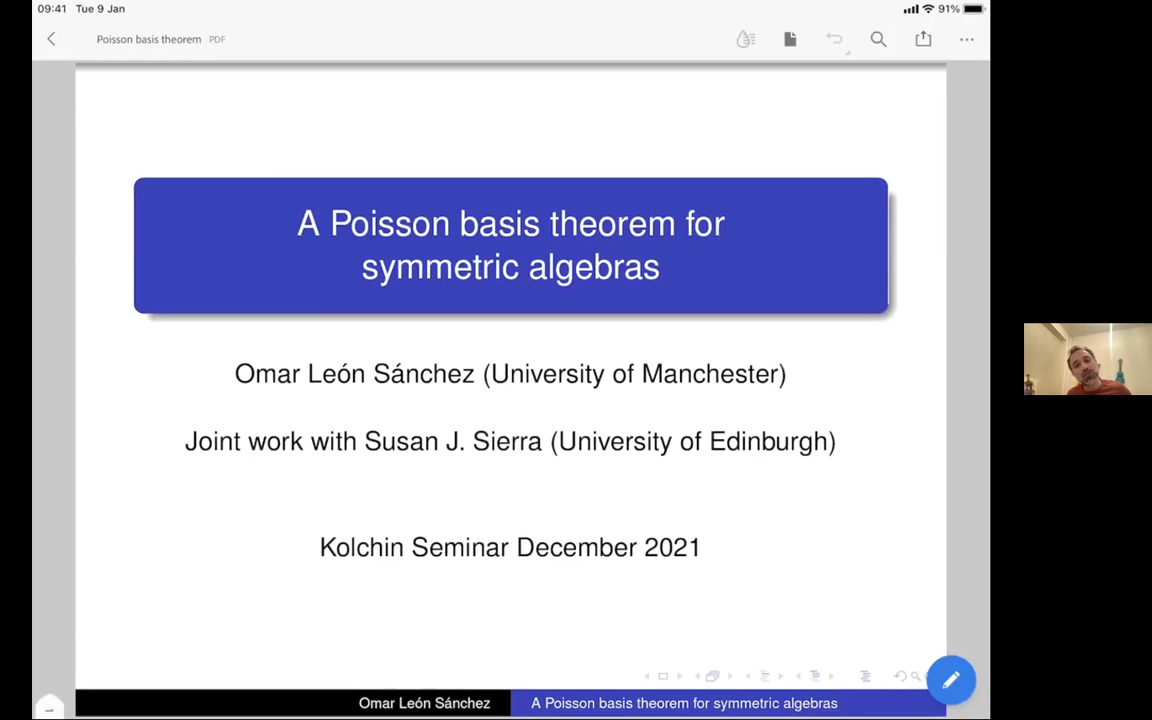 09:41 Tue 9 Jan
91%
Poisson basis theorem PDF
A Poisson basis theorem for
symmetric algebras
Omar León Sánchez (University of Manchester)
Joint work with Susan J. Sierra (University of Edinburgh)
Kolchin Seminar December 2021
Omar León Sánchez
A Poisson basis theorem for symmetric algebras